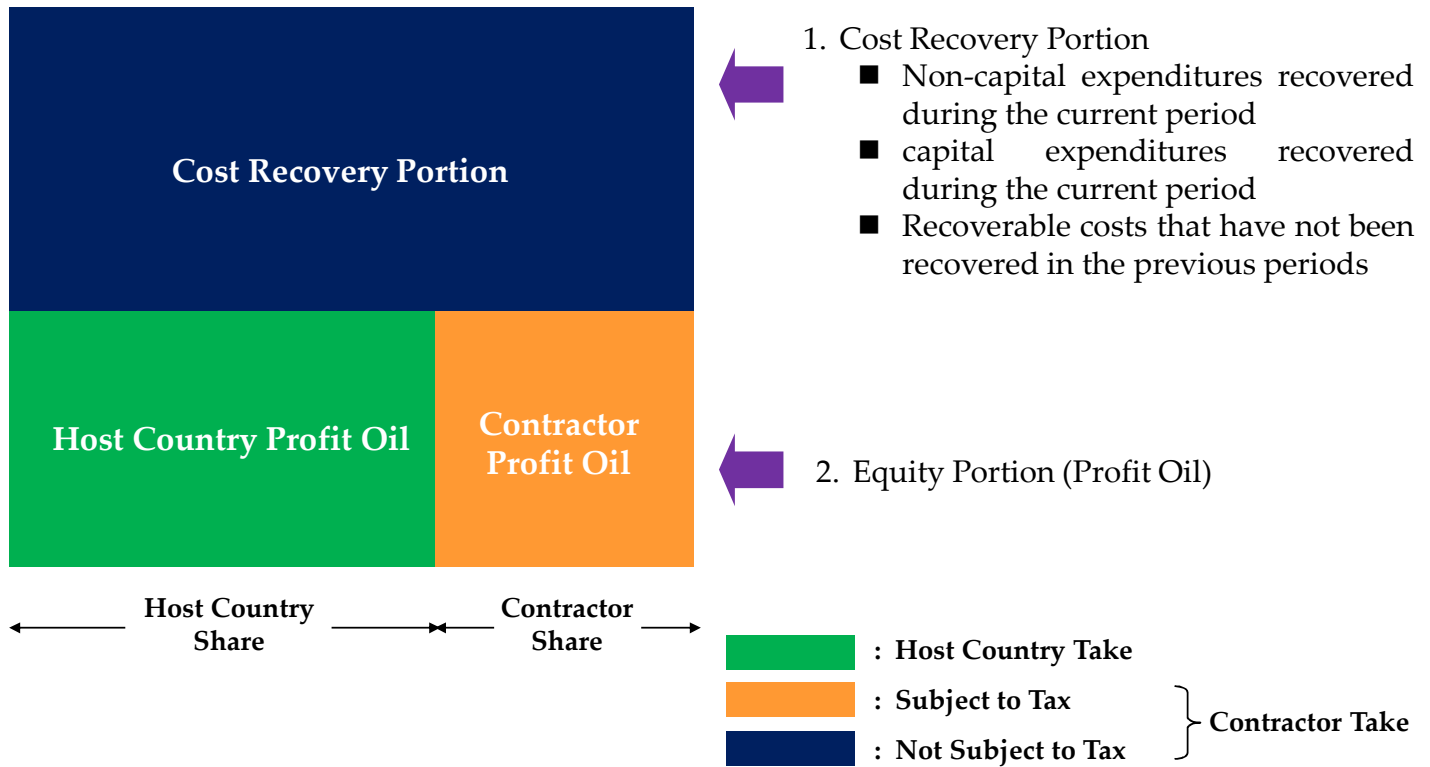 Cost Recovery Portion
Host Country Profit Oil
Contractor
Profit Oil
Host Country
Share
Contractor
Share
1. Cost Recovery Portion
■ Non-capital expenditures recovered
during the current period
■ capital expenditures recovered
during the current period
■ Recoverable costs that have not been
recovered in the previous periods
2. Equity Portion (Profit Oil)
: Host Country Take
: Subject to Tax
: Not Subject to Tax
Contractor Take